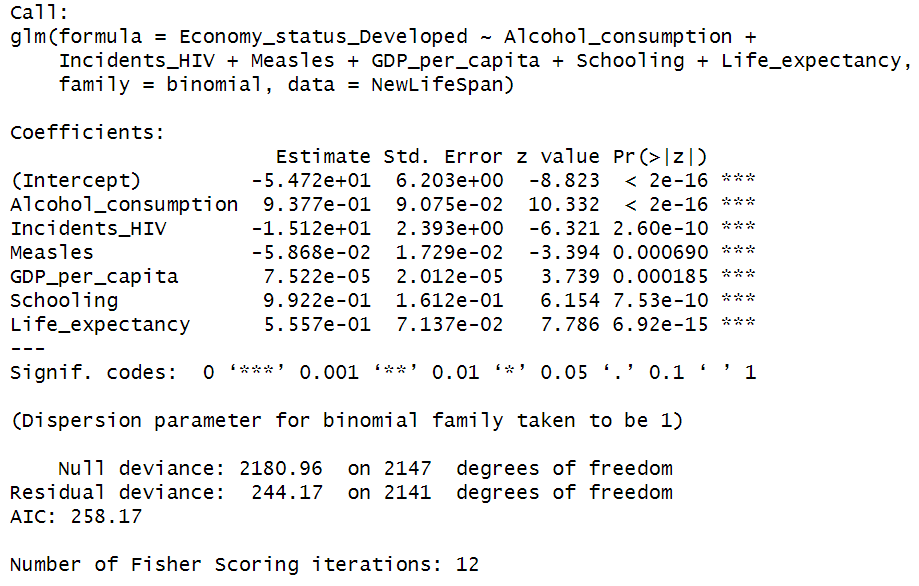 Call:
glm(formula = Economy_status_Developed ~ Alcohol_consumption +
    Incidents_HIV + Measles + GDP_per_capita + Schooling + Life_expectancy,
    family = binomial, data = NewLifeSpan)

Coefficients:
                      Estimate Std. Error z value Pr(>|z|)
(Intercept)         -5.472e+01  6.203e+00  -8.823  < 2e-16 ***
Alcohol_consumption  9.377e-01  9.075e-02  10.332  < 2e-16 ***
Incidents_HIV       -1.512e+01  2.393e+00  -6.321 2.60e-10 ***
Measles             -5.868e-02  1.729e-02  -3.394 0.000690 ***
GDP_per_capita       7.522e-05  2.012e-05   3.739 0.000185 ***
Schooling            9.922e-01  1.612e-01   6.154 7.53e-10 ***
Life_expectancy      5.557e-01  7.137e-02   7.786 6.92e-15 ***
---
Signif. codes:  0 ‘***’ 0.001 ‘**’ 0.01 ‘*’ 0.05 ‘.’ 0.1 ‘ ’ 1

(Dispersion parameter for binomial family taken to be 1)

    Null deviance: 2180.96  on 2147  degrees of freedom
Residual deviance:  244.17  on 2141  degrees of freedom
AIC: 258.17

Number of Fisher Scoring iterations: 12